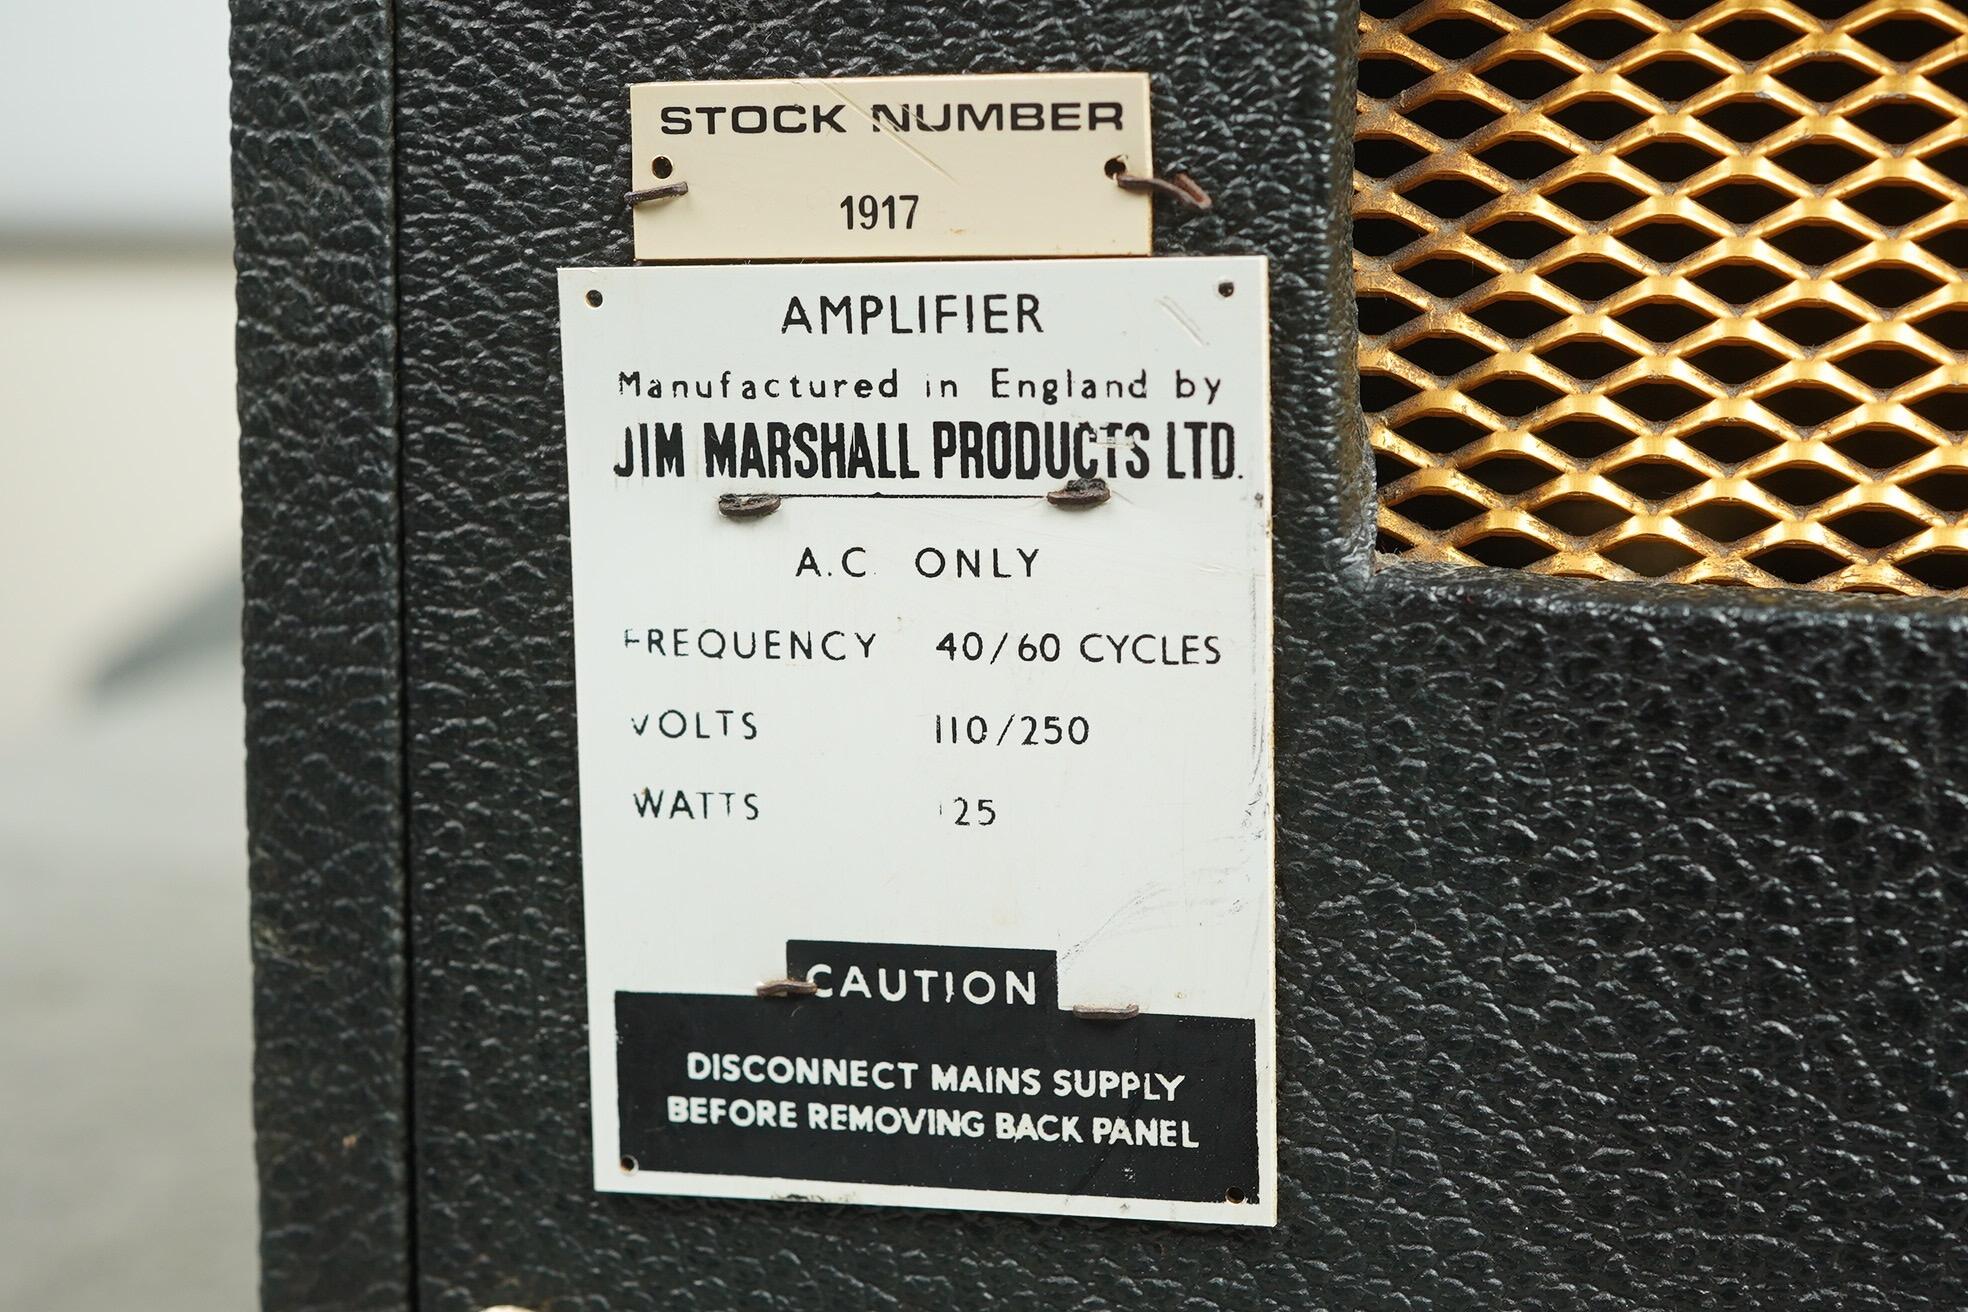 STOCK NUMBER
1917
AMPLIFIER
Manufactured in England by
JIM MARSHALL PRODUCTS LTD.
A.C. ONLY
FREQUENCY 40/60 CYCLES
VOLTS 110/250
WATTS 125
CAUTION
DISCONNECT MAINS SUPPLY
BEFORE REMOVING BACK PANEL